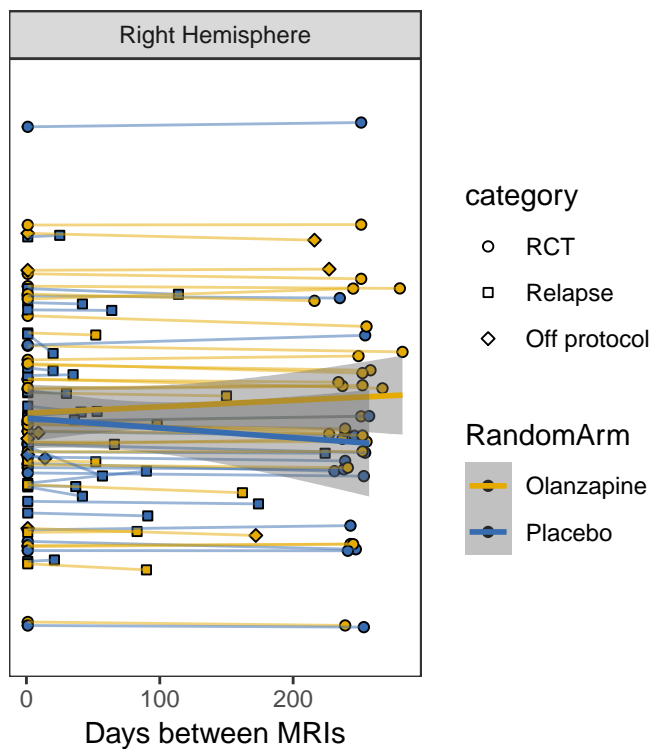 Right Hemisphere
category
RCT
Relapse
Off protocol
RandomArm
Olanzapine
Placebo
0 100 200
Days between MRIs